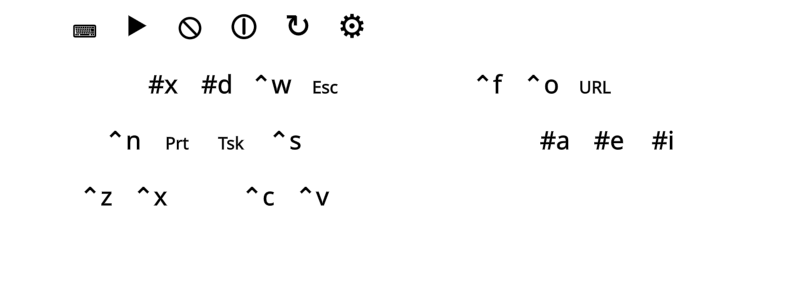 ⌨ ▶ 🛇 ⏼ ↻ ⚙
#x #d ^w Esc ^f ^o URL
^n Prt Tsk ^s #a #e #i
^z ^x ^c ^v